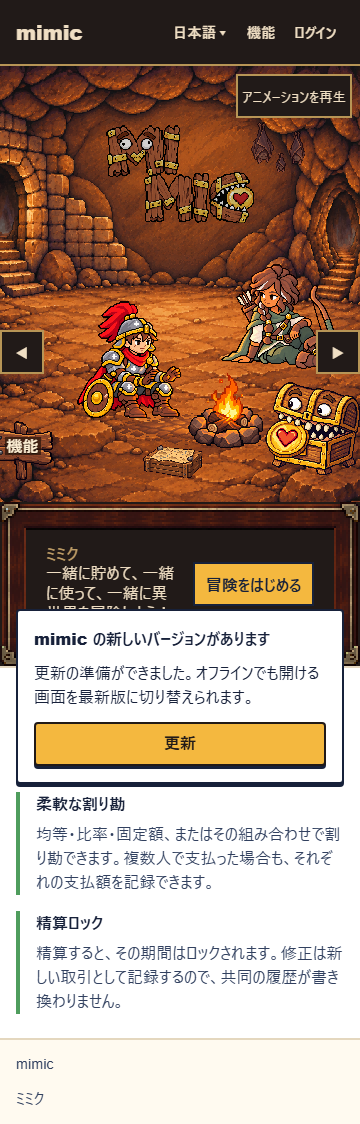 mimic
日本語 ▾ 機能 ログイン
アニメーションを再生
MIMIC
◀ ▶
機能
ミミク
一緒に貯めて、一緒
に使って、一緒に異
冒険をはじめる
mimic の新しいバージョンがあります
更新の準備ができました。オフラインでも開ける
画面を最新版に切り替えられます。
更新
柔軟な割り勘
均等・比率・固定額、またはその組み合わせで割
り勘できます。複数人で支払った場合も、それぞ
れの支払額を記録できます。
精算ロック
精算すると、その期間はロックされます。修正は新
しい取引として記録するので、共同の履歴が書き
換わりません。
mimic
ミミク